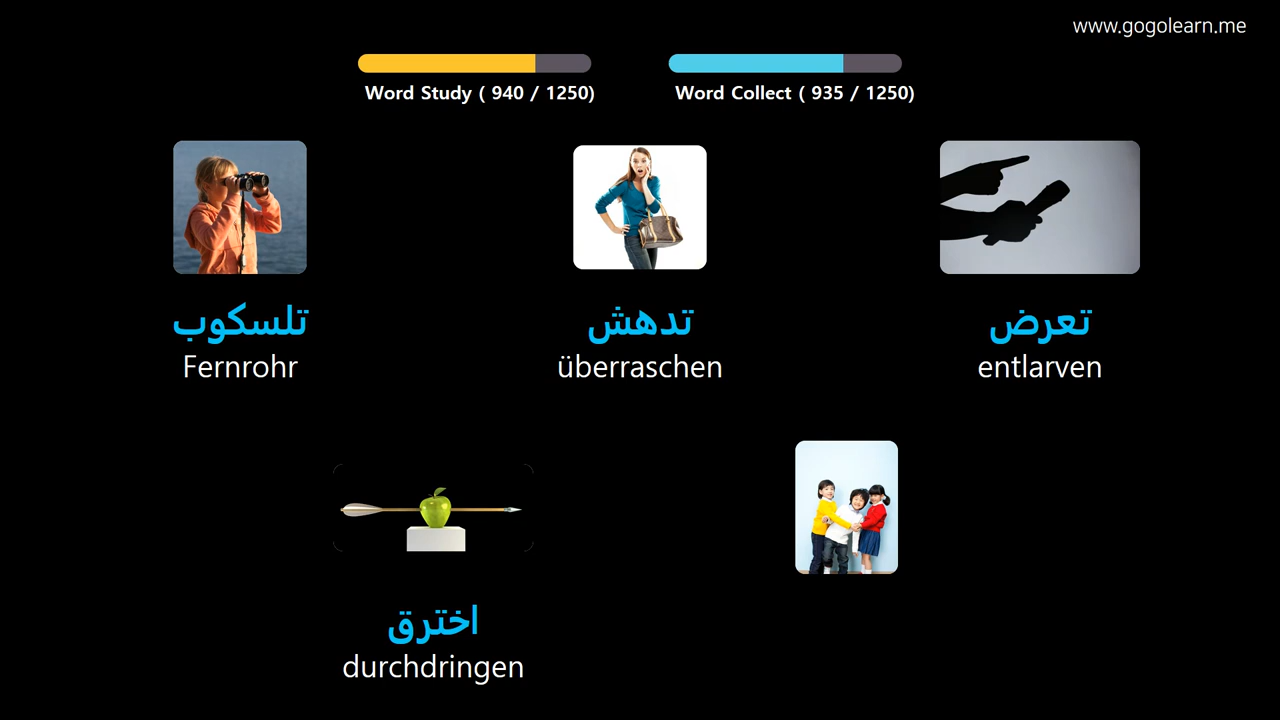 www.gogolearn.me
Word Study ( 940 / 1250)
Word Collect ( 935 / 1250)
تلسكوب
Fernrohr
تدهش
überraschen
تعرض
entlarven
اخترق
durchdringen